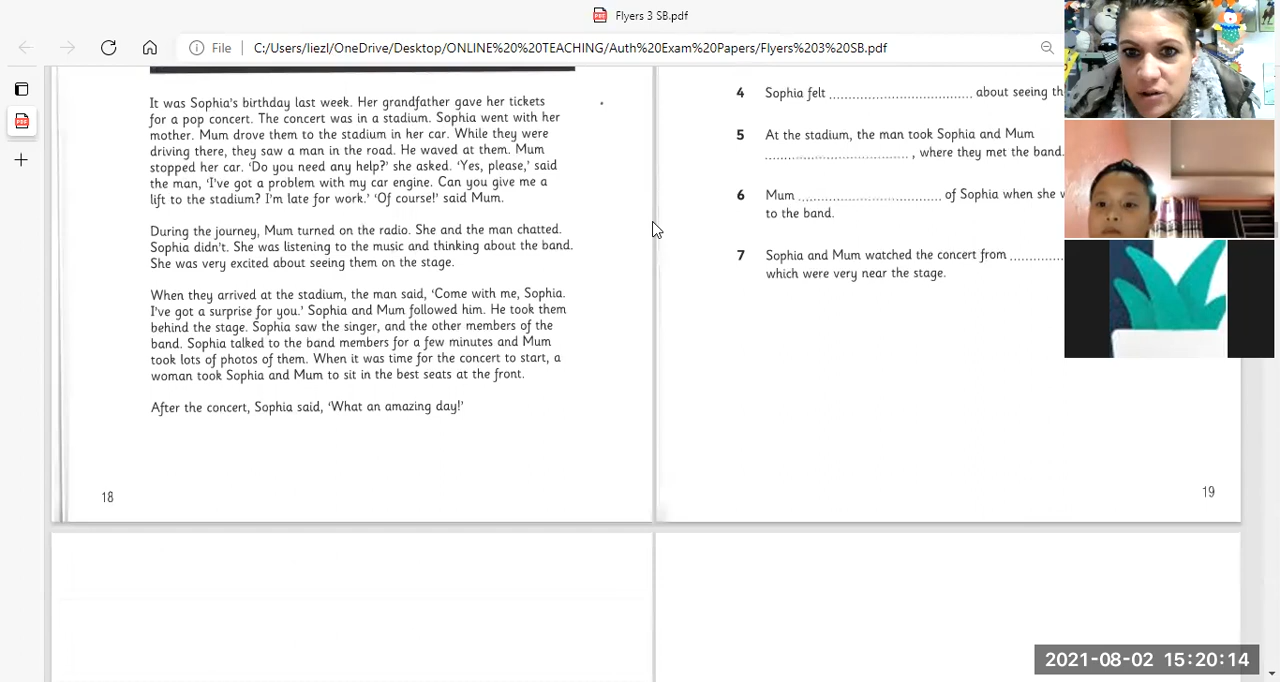 Flyers 3 SB.pdf
File | C:/Users/liezl/OneDrive/Desktop/ONLINE%20%20TEACHING/Auth%20Exam%20Papers/Flyers%203%20SB.pdf
It was Sophia's birthday last week. Her grandfather gave her tickets
for a pop concert. The concert was in a stadium. Sophia went with her
mother. Mum drove them to the stadium in her car. While they were
driving there, they saw a man in the road. He waved at them. Mum
stopped her car. 'Do you need any help?' she asked. 'Yes, please,' said
the man, 'I've got a problem with my car engine. Can you give me a
lift to the stadium? I'm late for work.' 'Of course!' said Mum.
During the journey, Mum turned on the radio. She and the man chatted.
Sophia didn't. She was listening to the music and thinking about the band.
She was very excited about seeing them on the stage.
When they arrived at the stadium, the man said, 'Come with me, Sophia.
I've got a surprise for you.' Sophia and Mum followed him. He took them
behind the stage. Sophia saw the singer, and the other members of the
band. Sophia talked to the band members for a few minutes and Mum
took lots of photos of them. When it was time for the concert to start, a
woman took Sophia and Mum to sit in the best seats at the front.
After the concert, Sophia said, 'What an amazing day!'
18
4 Sophia felt .............................. about seeing th
5 At the stadium, the man took Sophia and Mum
.............................. , where they met the band.
6 Mum .............................. of Sophia when she
to the band.
7 Sophia and Mum watched the concert from ...........
which were very near the stage.
19
2021-08-02 15:20:14